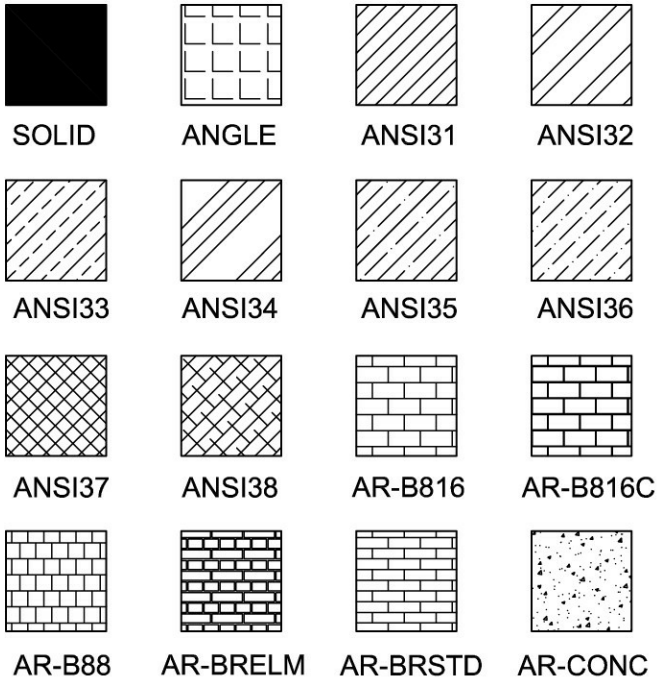 SOLID ANGLE ANSI31 ANSI32
ANSI33 ANSI34 ANSI35 ANSI36
ANSI37 ANSI38 AR-B816 AR-B816C
AR-B88 AR-BRELM AR-BRSTD AR-CONC